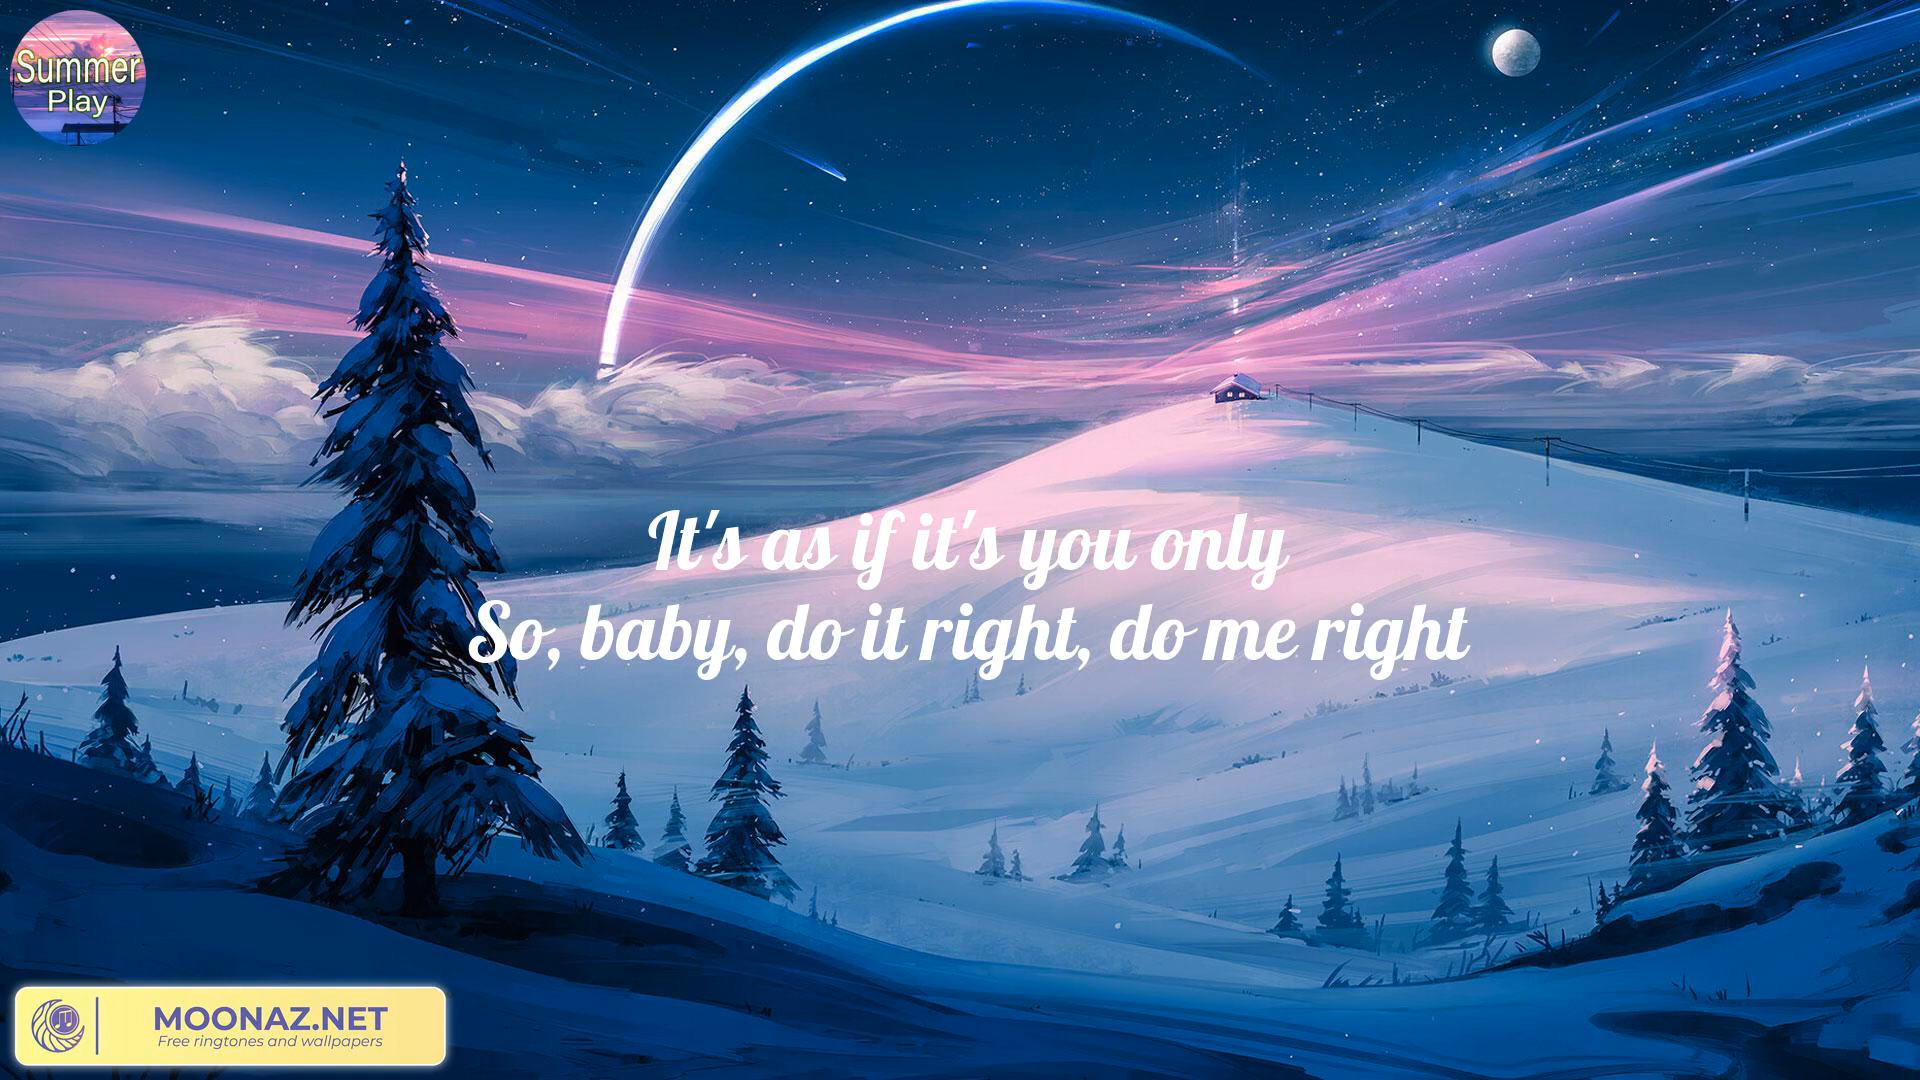 Summer
Play
It's as if it's you only
So, baby, do it right, do me right
MOONAZ.NET
Free ringtones and wallpapers